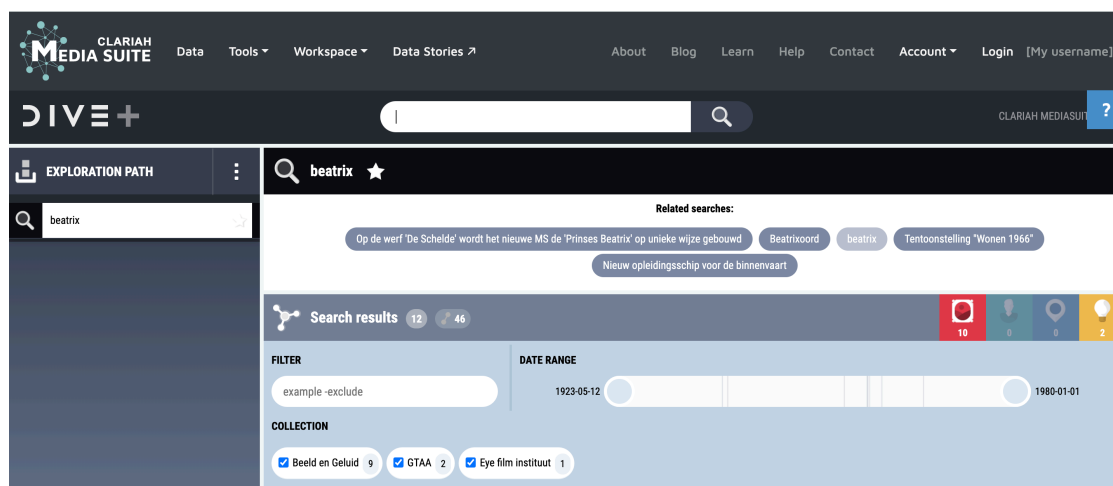 CLARIAH
MEDIA SUITE
Data Tools Workspace Data Stories About Blog Learn Help Contact Account Login [My username]
DIVE+
CLARIAH MEDIASUIT
?
EXPLORATION PATH
beatrix
beatrix
Related searches:
Op de werf 'De Schelde' wordt het nieuwe MS de 'Prinses Beatrix' op unieke wijze gebouwd Beatrixoord beatrix Tentoonstelling "Wonen 1966"
Nieuw opleidingsschip voor de binnenvaart
Search results 12 46
10 0 0 2
FILTER DATE RANGE
example -exclude 1923-05-12 1980-01-01
COLLECTION
Beeld en Geluid 9 GTAA 2 Eye film instituut 1